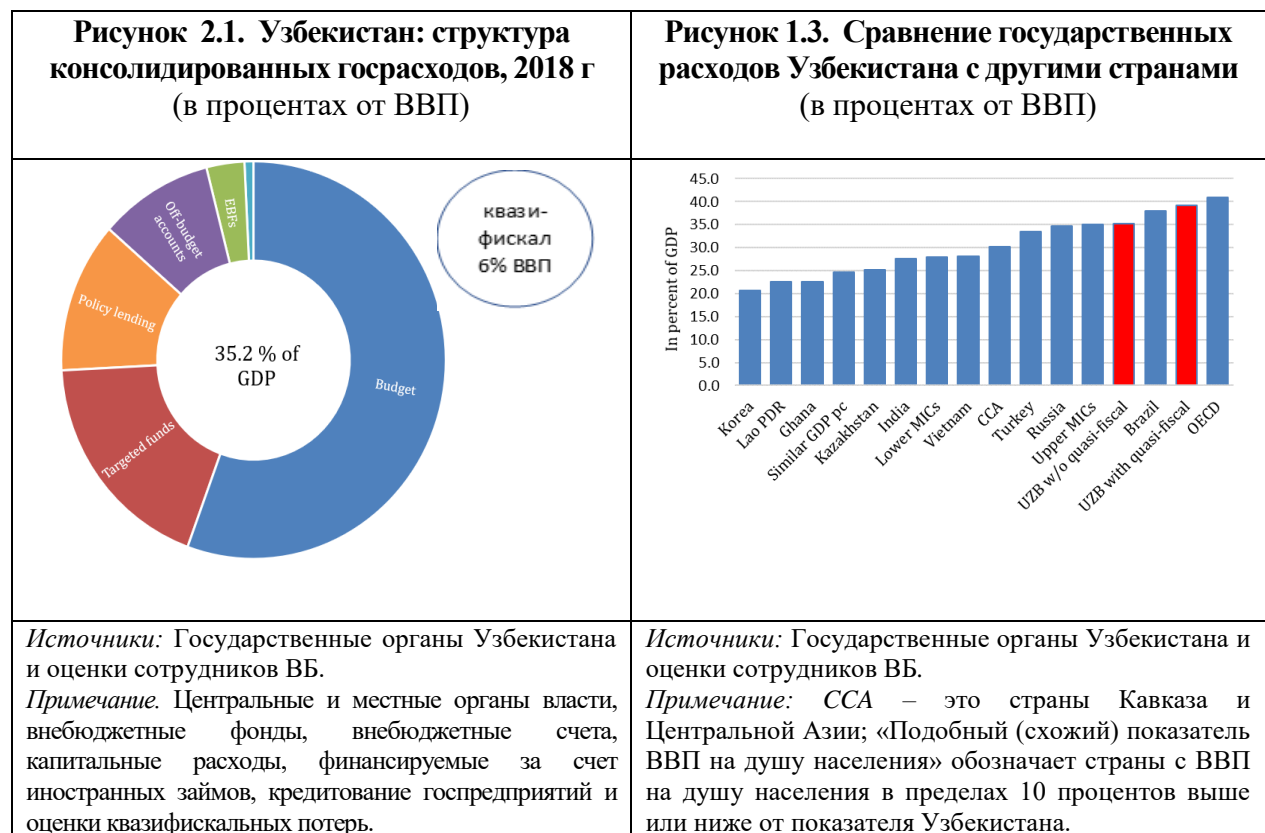 Рисунок 2.1. Узбекистан: структура
консолидированных госрасходов, 2018 г
(в процентах от ВВП)
EBFs
Off-budget
accounts
Policy lending
Targeted funds
Budget
35.2 % of
GDP
квази-
фискал
6% ВВП
Источники: Государственные органы Узбекистана
и оценки сотрудников ВБ.
Примечание. Центральные и местные органы власти,
внебюджетные фонды, внебюджетные счета,
капитальные расходы, финансируемые за счет
иностранных займов, кредитование госпредприятий и
оценки квазифискальных потерь.
Рисунок 1.3. Сравнение государственных
расходов Узбекистана с другими странами
(в процентах от ВВП)
In percent of GDP
45.0
40.0
35.0
30.0
25.0
20.0
15.0
10.0
5.0
0.0
Korea
Lao PDR
Ghana
Similar GDP pc
Kazakhstan
India
Lower MICs
Vietnam
CCA
Turkey
Russia
Upper MICs
UZB w/o quasi-fiscal
Brazil
UZB with quasi-fiscal
OECD
Источники: Государственные органы Узбекистана и
оценки сотрудников ВБ.
Примечание: CCA – это страны Кавказа и
Центральной Азии; «Подобный (схожий) показатель
ВВП на душу населения» обозначает страны с ВВП
на душу населения в пределах 10 процентов выше
или ниже от показателя Узбекистана.